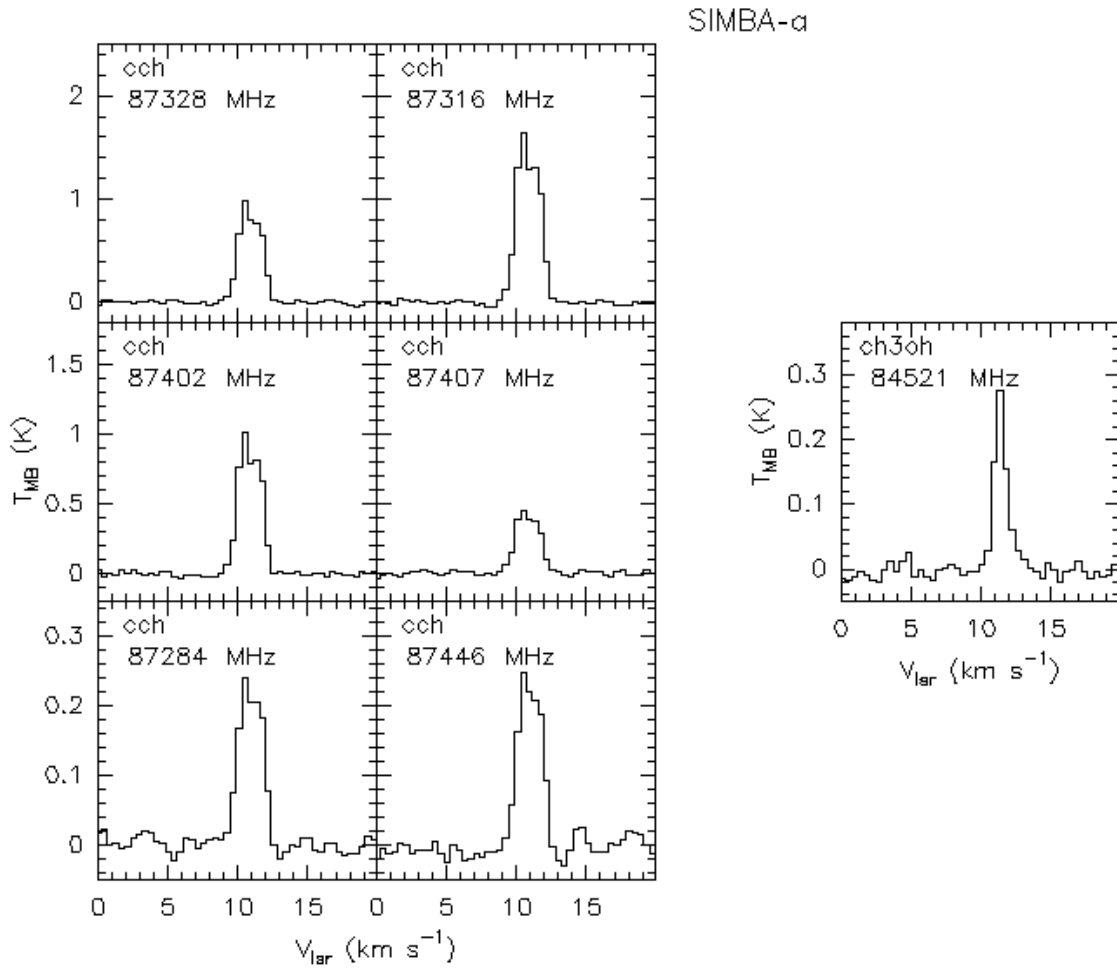 SIMBA-a
cch
87328 MHz
cch
87316 MHz
2
1
0
cch
87402 MHz
cch
87407 MHz
1.5
1
0.5
0
T_MB (K)
cch
87284 MHz
cch
87446 MHz
0.3
0.2
0.1
0
0 5 10 15 0 5 10 15
V_lsr (km s⁻¹)
ch3oh
84521 MHz
0.3
0.2
0.1
0
T_MB (K)
0 5 10 15
V_lsr (km s⁻¹)